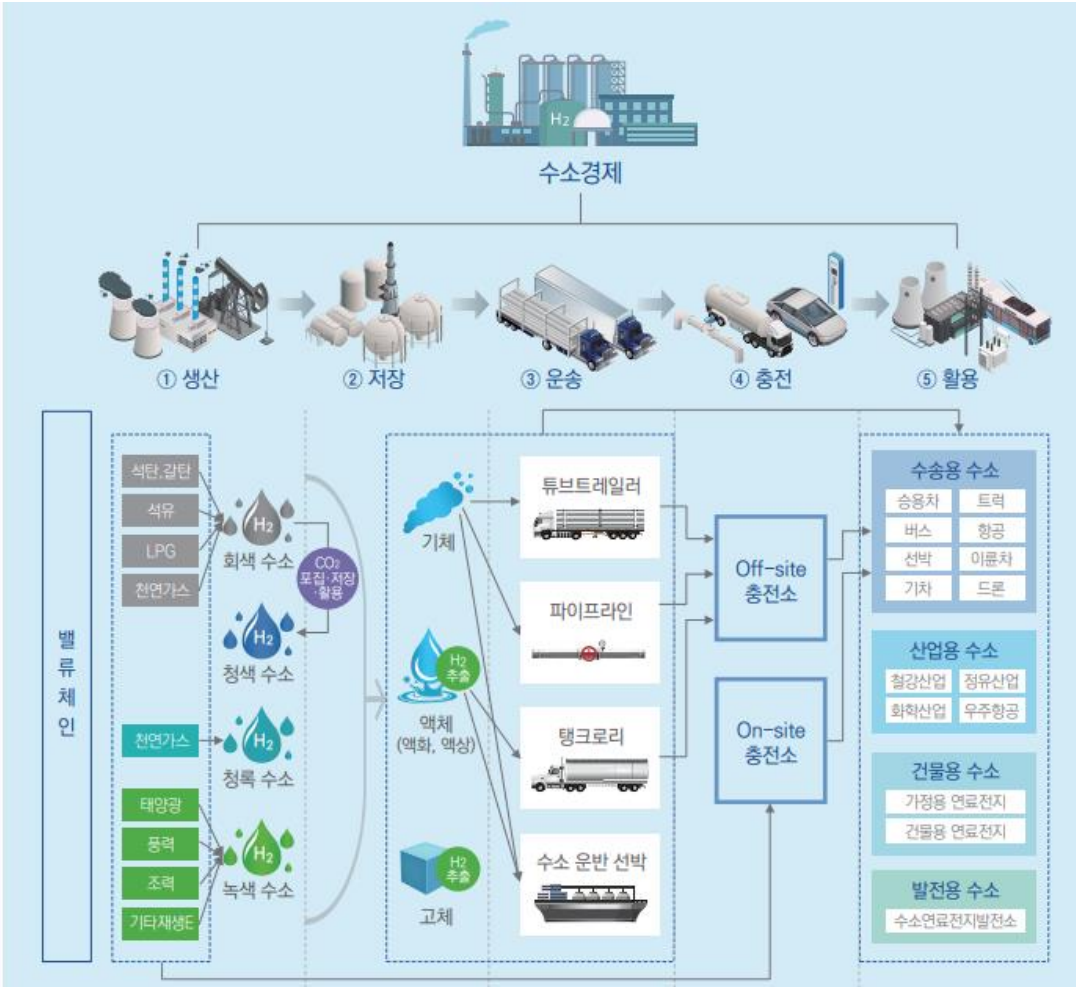 H₂
수소경제
① 생산
② 저장
③ 운송
④ 충전
⑤ 활용
밸류체인
석탄.갈탄
석유
LPG
천연가스
H₂
회색 수소
CO₂
포집·저장
·활용
H₂
청색 수소
천연가스
H₂
청록 수소
태양광
풍력
조력
기타재생E
H₂
녹색 수소
기체
H₂
추출
액체
(액화, 액상)
H₂
추출
고체
튜브트레일러
파이프라인
탱크로리
수소 운반 선박
Off-site
충전소
On-site
충전소
수송용 수소
승용차 트럭
버스 항공
선박 이륜차
기차 드론
산업용 수소
철강산업 정유산업
화학산업 우주항공
건물용 수소
가정용 연료전지
건물용 연료전지
발전용 수소
수소연료전지발전소